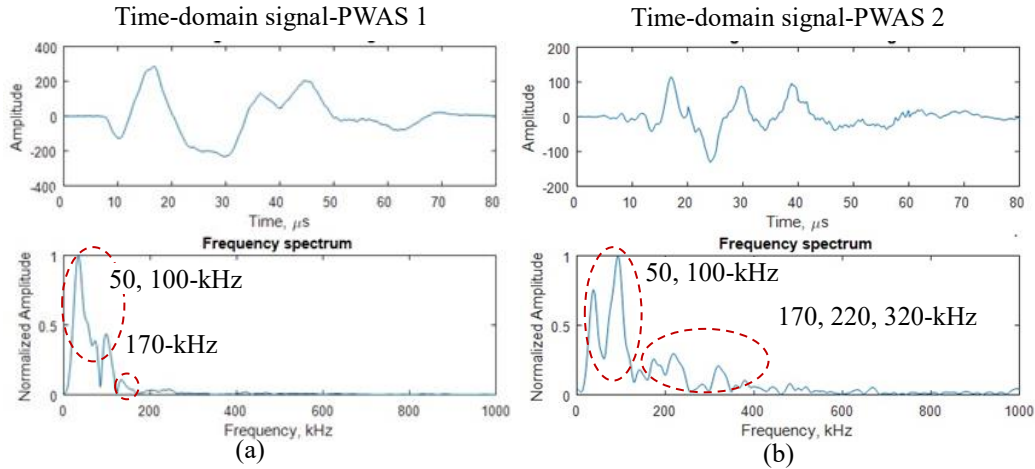 Time-domain signal-PWAS 1
400
200
0
-200
-400
Amplitude
0 10 20 30 40 50 60 70 80
Time, μs
Frequency spectrum
1
0.5
0
Normalized Amplitude
50, 100-kHz
170-kHz
0 200 400 600 800 1000
Frequency, kHz
(a)
Time-domain signal-PWAS 2
200
100
0
-100
-200
Amplitude
0 10 20 30 40 50 60 70 80
Time, μs
Frequency spectrum
1
0.5
0
Normalized Amplitude
50, 100-kHz
170, 220, 320-kHz
0 200 400 600 800 1000
Frequency, kHz
(b)